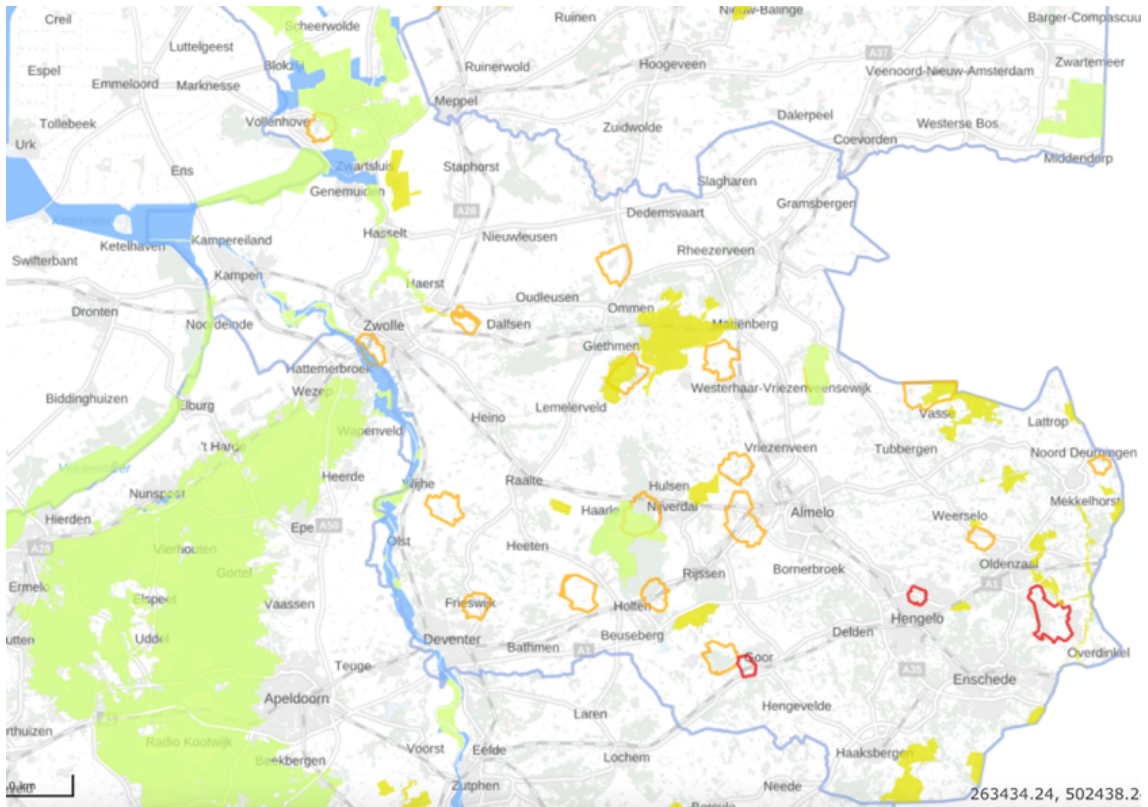 Creil
Scheerwolde
Ruinen
Nieuw-Balinge
Barger-Compascuu
Luttelgeest
Espel
Blokzijl
Ruinerwold
Hoogeveen
A37
Veenoord-Nieuw-Amsterdam
Zwartemeer
Emmeloord
Marknesse
Meppel
Tollebeek
Vollenhove
Zuidwolde
Dalerpeel
Westerse Bos
Urk
Coevorden
Ens
Zwartsluis
Staphorst
Middendorp
Genemuiden
Slagharen
A28
Dedemsvaart
Gramsbergen
Ketelmeer
Hasselt
Nieuwleusen
Ketelhaven
Kampereiland
Rheezerveen
Swifterbant
Kampen
Haerst
Oudleusen
Dronten
Noordeinde
Zwolle
Dalfsen
Ommen
Mariënberg
Giethmen
Hattemerbroek
Wezep
Westerhaar-Vriezenveensewijk
Biddinghuizen
Elburg
Lemelerveld
Vasse
Heino
Lattrop
Wapenveld
't Harde
Vriezenveen
Tubbergen
Noord Deurningen
Veluwemeer
Heerde
Nunspeet
Wijhe
Raalte
Hulsen
Mekkelhorst
Haarle
Nijverdal
Almelo
Weerselo
Hierden
Epe
A50
A28
Vierhouten
Olst
Heeten
Oldenzaal
Gortel
Rijssen
Bornerbroek
A1
Ermelo
Elspeet
Vaassen
Frieswijk
Holten
Hengelo
Uddel
Deventer
Beuseberg
Delden
Bathmen
A1
Overdinkel
Teuge
Goor
A35
Enschede
Apeldoorn
Laren
Hengevelde
Radio Kootwijk
Voorst
Eefde
Haaksbergen
Beekbergen
Lochem
Neede
Zutphen
263434.24, 502438.2